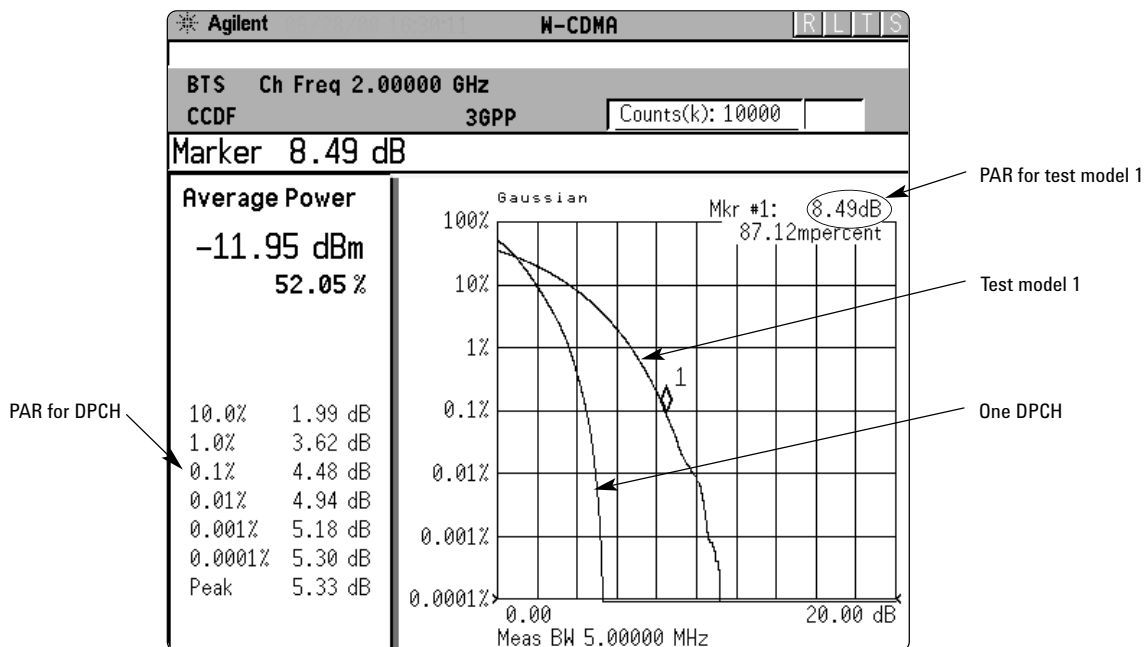 Agilent W-CDMA R L T S
BTS Ch Freq 2.00000 GHz
CCDF 3GPP Counts(k): 10000
Marker 8.49 dB
Average Power
-11.95 dBm
52.05 %
10.0% 1.99 dB
1.0% 3.62 dB
0.1% 4.48 dB
0.01% 4.94 dB
0.001% 5.18 dB
0.0001% 5.30 dB
Peak 5.33 dB
PAR for DPCH
Gaussian
Mkr #1: 8.49dB
87.12mpercent
100%
10%
1%
0.1%
0.01%
0.001%
0.0001%
1
0.00 20.00 dB
Meas BW 5.00000 MHz
PAR for test model 1
Test model 1
One DPCH